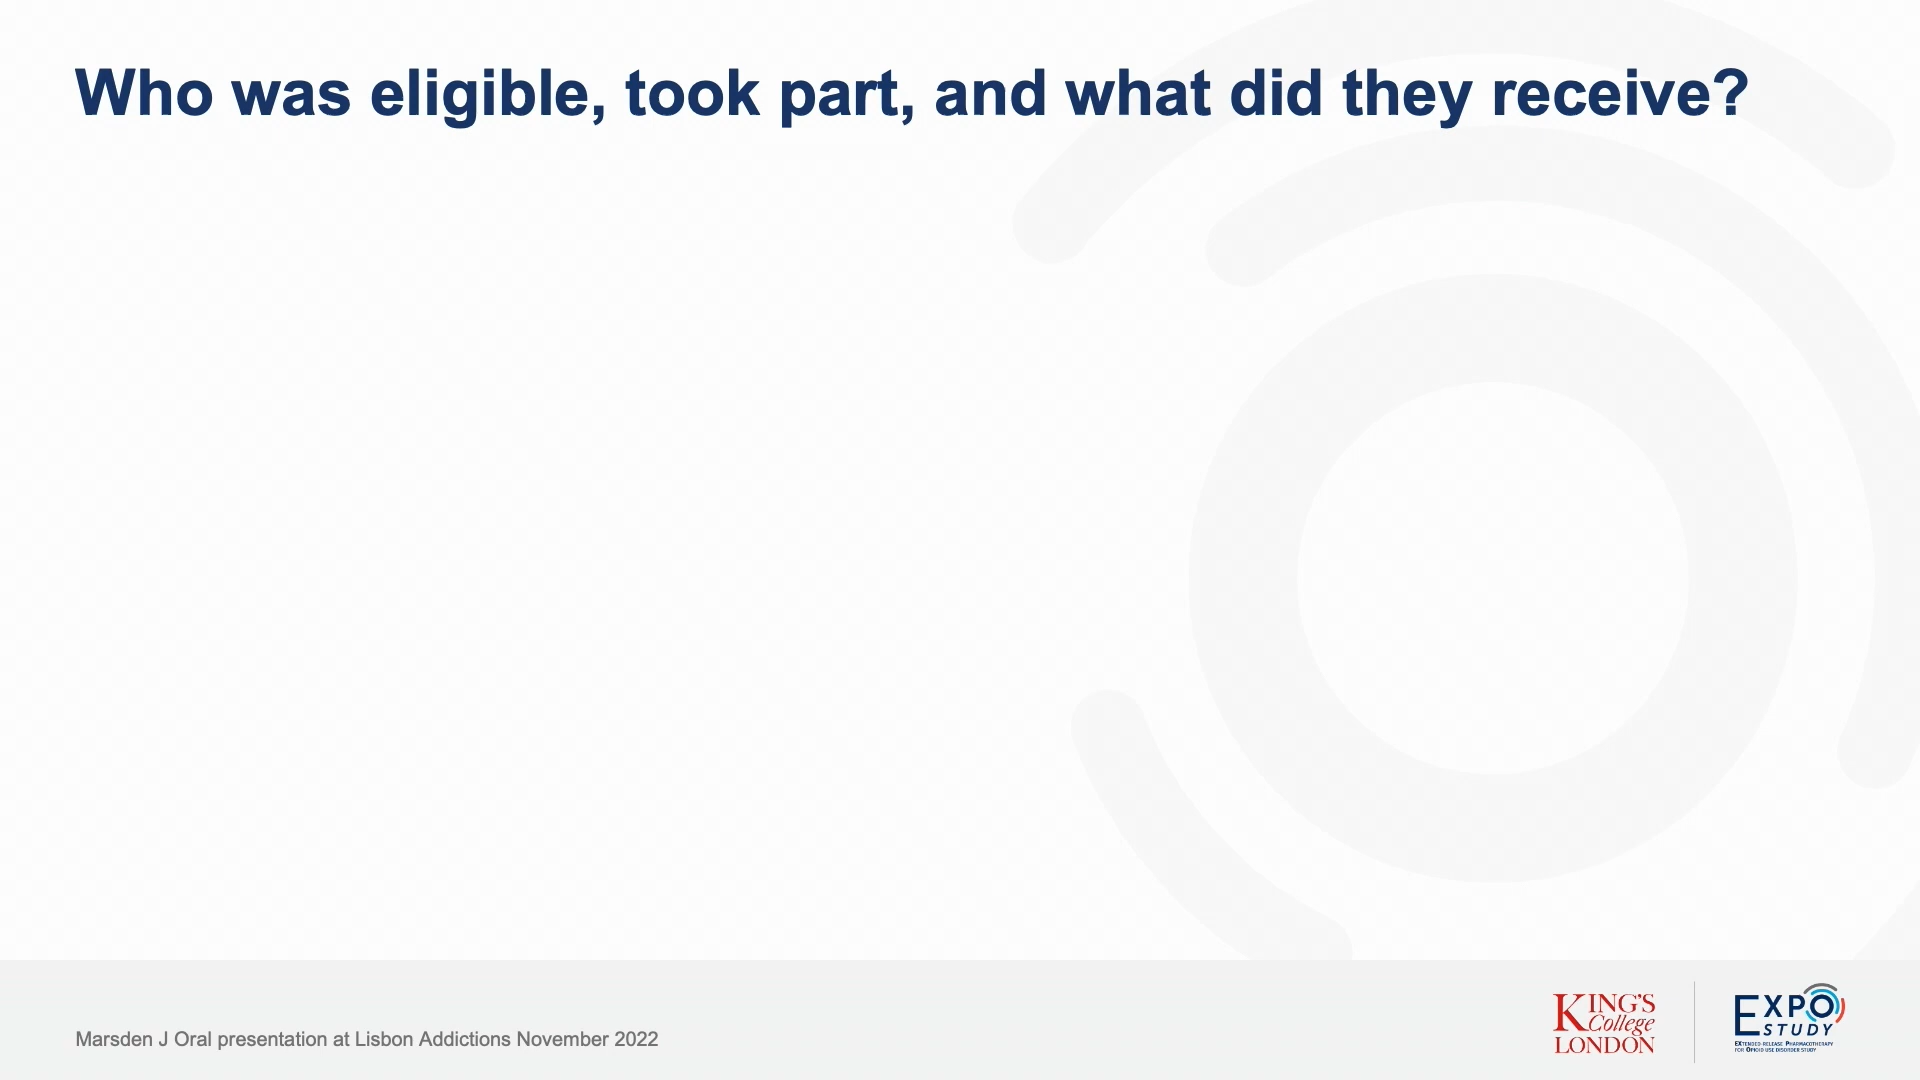 Who was eligible, took part, and what did they receive?
Marsden J Oral presentation at Lisbon Addictions November 2022
KING'S
College
LONDON
EXPO
STUDY
EXTENDED RELEASE PHARMACOTHERAPY
FOR OPIOID USE DISORDER STUDY